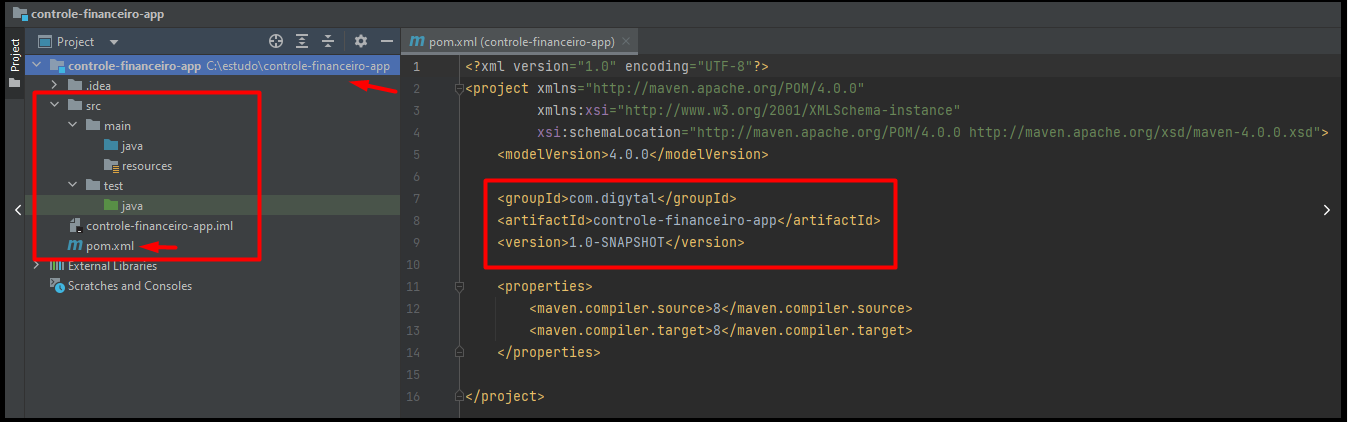 controle-financeiro-app
Project
Project
controle-financeiro-app C:\estudo\controle-financeiro-app
.idea
src
main
java
resources
test
java
controle-financeiro-app.iml
pom.xml
External Libraries
Scratches and Consoles
pom.xml (controle-financeiro-app)
1 <?xml version="1.0" encoding="UTF-8"?>
2 <project xmlns="http://maven.apache.org/POM/4.0.0"
3 xmlns:xsi="http://www.w3.org/2001/XMLSchema-instance"
4 xsi:schemaLocation="http://maven.apache.org/POM/4.0.0 http://maven.apache.org/xsd/maven-4.0.0.xsd">
5 <modelVersion>4.0.0</modelVersion>
6
7 <groupId>com.digytal</groupId>
8 <artifactId>controle-financeiro-app</artifactId>
9 <version>1.0-SNAPSHOT</version>
10
11 <properties>
12 <maven.compiler.source>8</maven.compiler.source>
13 <maven.compiler.target>8</maven.compiler.target>
14 </properties>
15
16 </project>